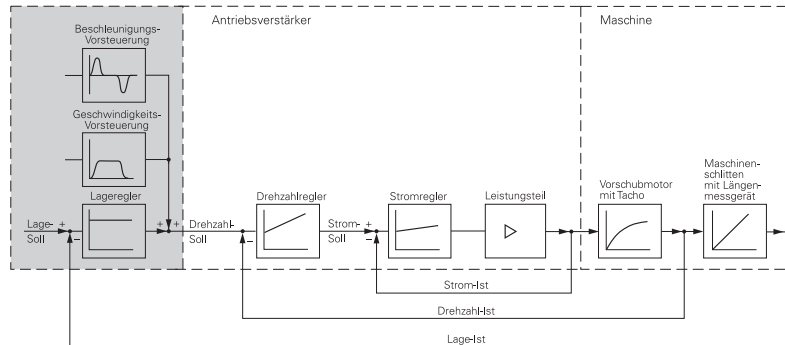 Beschleunigungs-
Vorsteuerung
Antriebsverstärker
Maschine
Geschwindigkeits-
Vorsteuerung
Lageregler
Drehzahlregler
Stromregler
Leistungsteil
Vorschubmotor
mit Tacho
Maschinen-
schlitten
mit Längen-
messgerät
Lage-
Soll
+
−
+
+
Drehzahl-
Soll
−
Strom-
Soll
+
−
Strom-Ist
Drehzahl-Ist
Lage-Ist